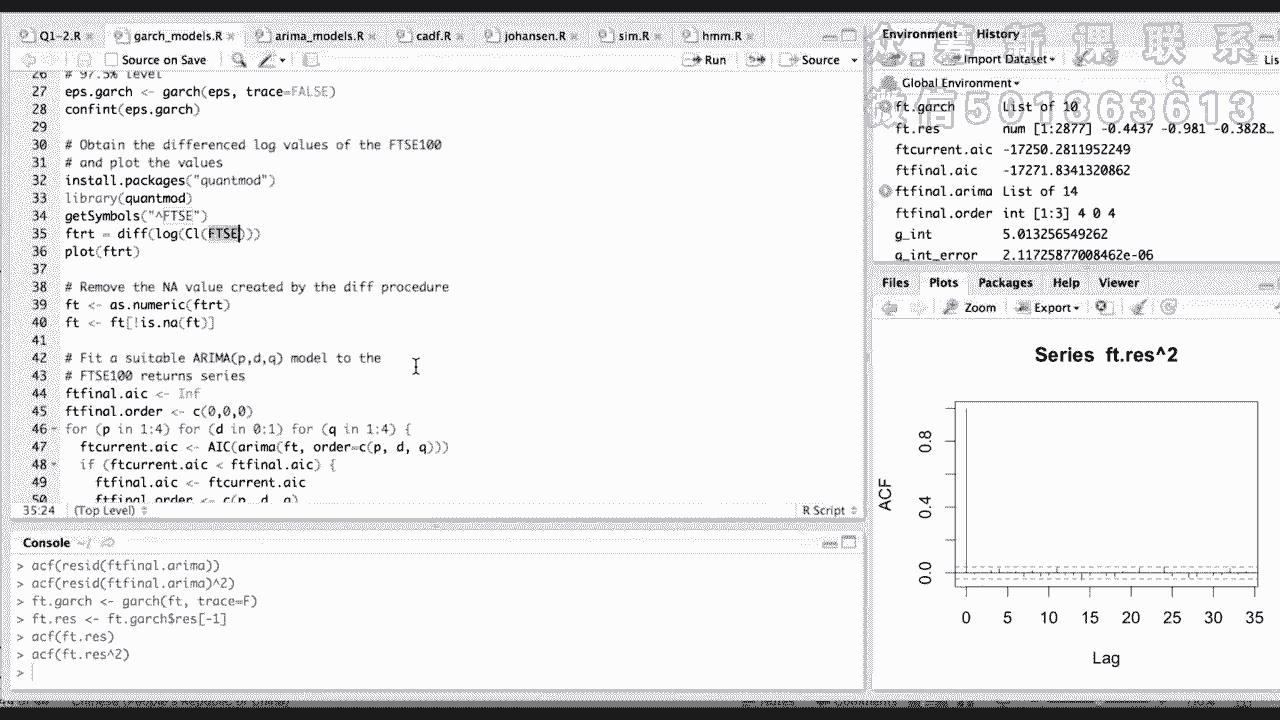 Q1-2.R
garch_models.R
arima_models.R
cadf.R
johansen.R
sim.R
hmm.R
Source on Save
Run
Source
26 # 97.5% level
27 eps.garch <- garch(eps, trace=FALSE)
28 confint(eps.garch)
29
30 # Obtain the differenced log values of the FTSE100
31 # and plot the values
32 install.packages("quantmod")
33 library(quantmod)
34 getSymbols("^FTSE")
35 ftrt = diff(log(Cl(FTSE)))
36 plot(ftrt)
37
38 # Remove the NA value created by the diff procedure
39 ft <- as.numeric(ftrt)
40 ft <- ft[!is.na(ft)]
41
42 # Fit a suitable ARIMA(p,d,q) model to the
43 # FTSE100 returns series
44 ftfinal.aic <- Inf
45 ftfinal.order <- c(0,0,0)
46 for (p in 1:4) for (d in 0:1) for (q in 1:4) {
47 ftcurrent.aic <- AIC(arima(ft, order=c(p, d, q)))
48 if (ftcurrent.aic < ftfinal.aic) {
49 ftfinal.aic <- ftcurrent.aic
50 ftfinal.order <- c(p, d, q)
35:24 (Top Level) R Script
Console ~/
> acf(resid(ftfinal.arima))
> acf(resid(ftfinal.arima)^2)
> ft.garch <- garch(ft, trace=F)
> ft.res <- ft.garch$res[-1]
> acf(ft.res)
> acf(ft.res^2)
>
Environment History
Import Dataset
Lis
Global Environment
ft.garch List of 10
ft.res num [1:2877] -0.4437 -0.981 -0.3828…
ftcurrent.aic -17250.2811952249
ftfinal.aic -17271.8341320862
ftfinal.arima List of 14
ftfinal.order int [1:3] 4 0 4
g_int 5.013256549262
g_int_error 2.11725877008462e-06
微信501363613
Files Plots Packages Help Viewer
Zoom Export
Series ft.res^2
ACF
0.8
0.4
0.0
0 5 10 15 20 25 30 35
Lag